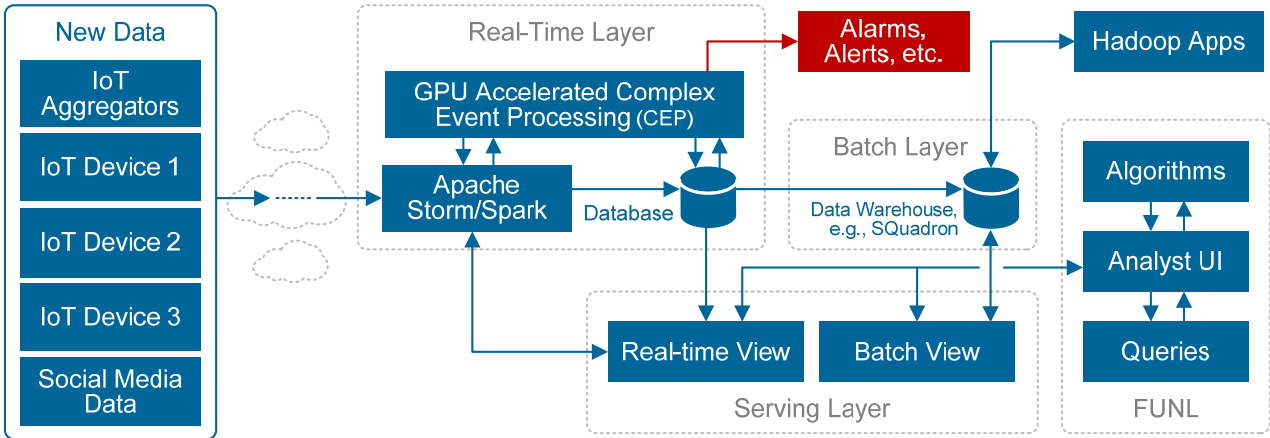 New Data
IoT
Aggregators
IoT Device 1
IoT Device 2
IoT Device 3
Social Media
Data
Real-Time Layer
GPU Accelerated Complex
Event Processing (CEP)
Apache
Storm/Spark
Database
Alarms,
Alerts, etc.
Hadoop Apps
Batch Layer
Data Warehouse,
e.g., SQuadron
Real-time View
Batch View
Serving Layer
Algorithms
Analyst UI
Queries
FUNL